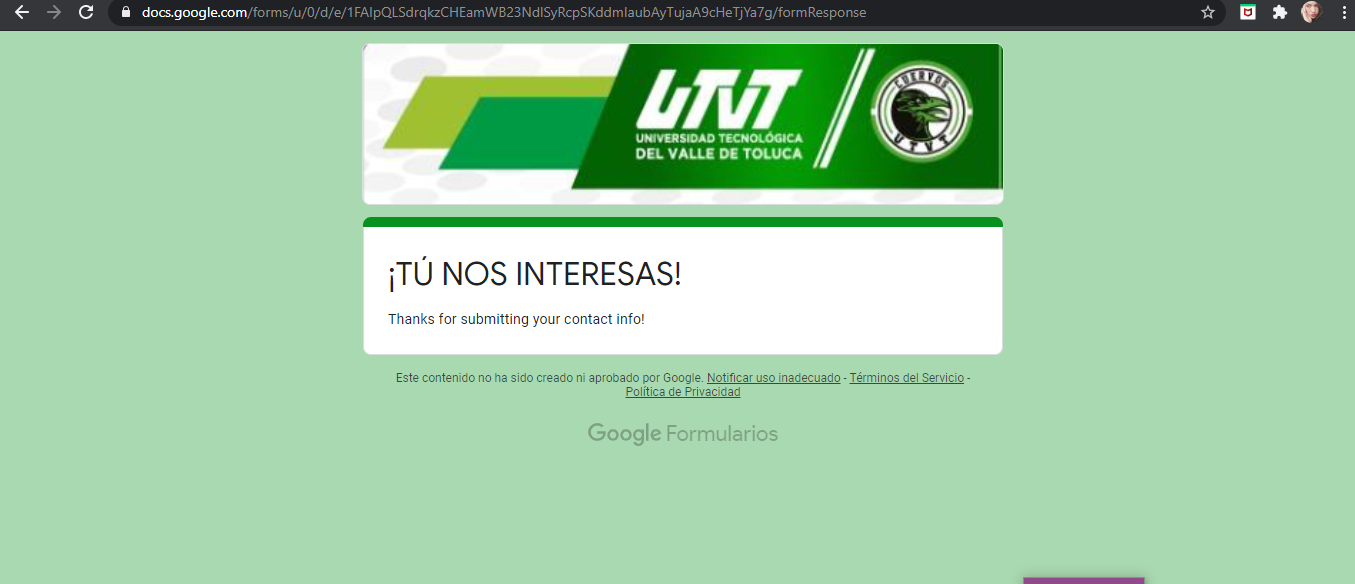 docs.google.com/forms/u/0/d/e/1FAIpQLSdrqkzCHEamWB23NdlSyRcpSKddmIaubAyTujaA9cHeTjYa7g/formResponse
UTVT
UNIVERSIDAD TECNOLÓGICA
DEL VALLE DE TOLUCA
CUERVOS
UTVT
¡TÚ NOS INTERESAS!
Thanks for submitting your contact info!
Este contenido no ha sido creado ni aprobado por Google. Notificar uso inadecuado - Términos del Servicio -
Política de Privacidad
Google Formularios